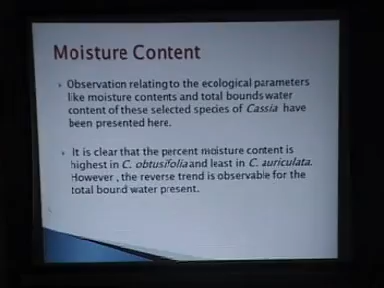 Moisture Content
Observation relating to the ecological parameters
like moisture contents and total bounds water
content of these selected species of Cassia have
been presented here.
It is clear that the percent moisture content is
highest in C. obtusifolia and least in C. auriculata.
However , the reverse trend is observable for the
total bound water present.